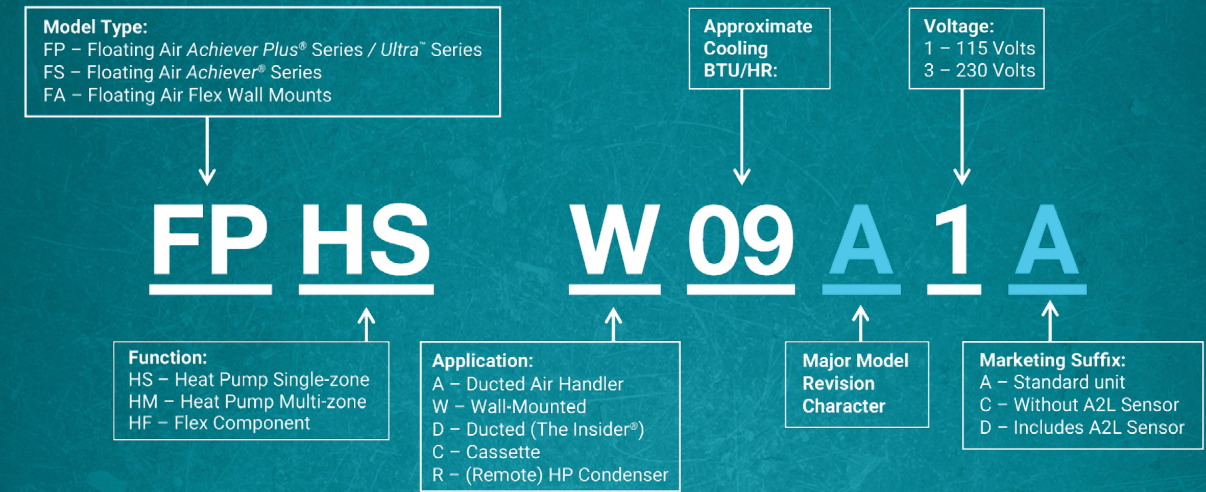 Model Type:
FP – Floating Air Achiever Plus® Series / Ultra™ Series
FS – Floating Air Achiever® Series
FA – Floating Air Flex Wall Mounts
Approximate
Cooling
BTU/HR:
Voltage:
1 – 115 Volts
3 – 230 Volts
FP HS W 09 A 1 A
Function:
HS – Heat Pump Single-zone
HM – Heat Pump Multi-zone
HF – Flex Component
Application:
A – Ducted Air Handler
W – Wall-Mounted
D – Ducted (The Insider®)
C – Cassette
R – (Remote) HP Condenser
Major Model
Revision
Character
Marketing Suffix:
A – Standard unit
C – Without A2L Sensor
D – Includes A2L Sensor